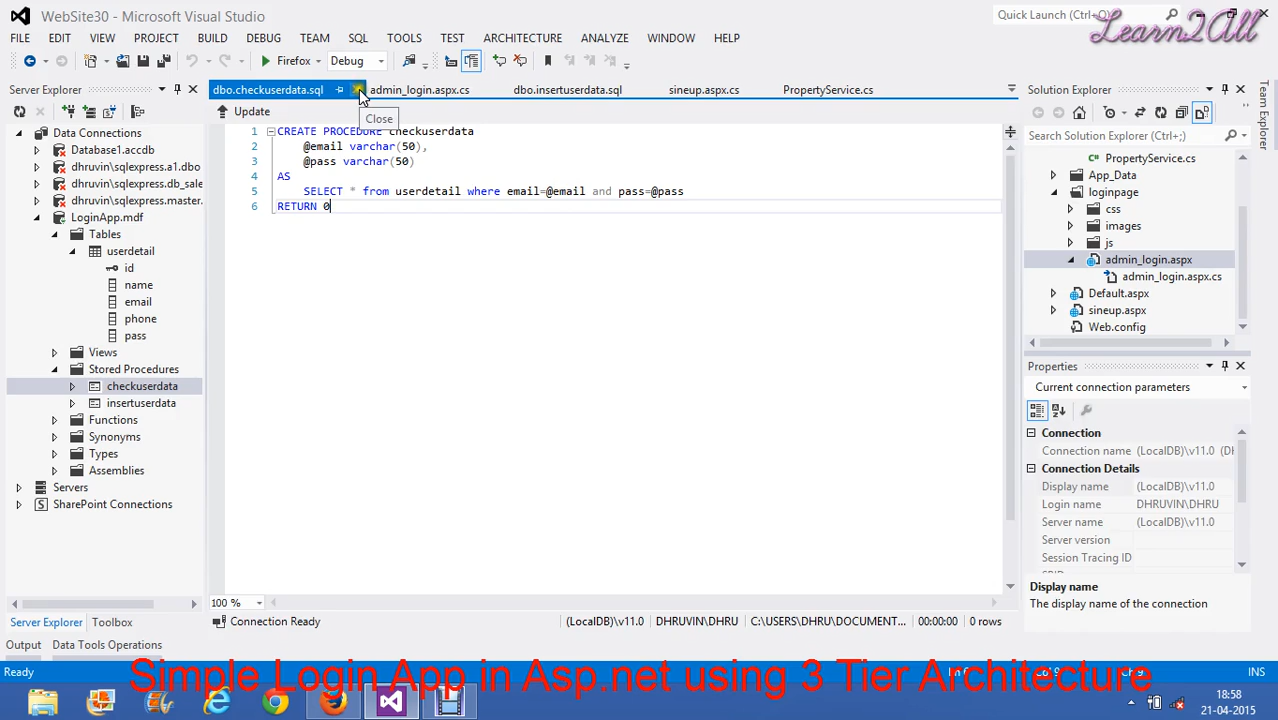 WebSite30 - Microsoft Visual Studio
Quick Launch (Ctrl+Q)
Learn2All
FILE EDIT VIEW PROJECT BUILD DEBUG TEAM SQL TOOLS TEST ARCHITECTURE ANALYZE WINDOW HELP
Firefox Debug
Server Explorer
dbo.checkuserdata.sql admin_login.aspx.cs dbo.insertuserdata.sql sineup.aspx.cs PropertyService.cs
Close
Update
Data Connections
Database1.accdb
dhruvin\sqlexpress.a1.dbo
dhruvin\sqlexpress.db_sale
dhruvin\sqlexpress.master.
LoginApp.mdf
Tables
userdetail
id
name
email
phone
pass
Views
Stored Procedures
checkuserdata
insertuserdata
Functions
Synonyms
Types
Assemblies
Servers
SharePoint Connections
Server Explorer Toolbox
1 CREATE PROCEDURE checkuserdata
2 @email varchar(50),
3 @pass varchar(50)
4 AS
5 SELECT * from userdetail where email=@email and pass=@pass
6 RETURN 0
100 %
Connection Ready (LocalDB)\v11.0 DHRUVIN\DHRU C:\USERS\DHRU\DOCUMENT... 00:00:00 0 rows
Solution Explorer
Search Solution Explorer (Ctrl+;)
PropertyService.cs
App_Data
loginpage
css
images
js
admin_login.aspx
admin_login.aspx.cs
Default.aspx
sineup.aspx
Web.config
Properties
Current connection parameters
Connection
Connection name (LocalDB)\v11.0 (DH
Connection Details
Display name (LocalDB)\v11.0
Login name DHRUVIN\DHRU
Server name (LocalDB)\v11.0
Server version
Session Tracing ID
Display name
The display name of the connection
Output Data Tools Operations
Ready INS
Simple Login App in Asp.net using 3 Tier Architecture
18:58
21-04-2015